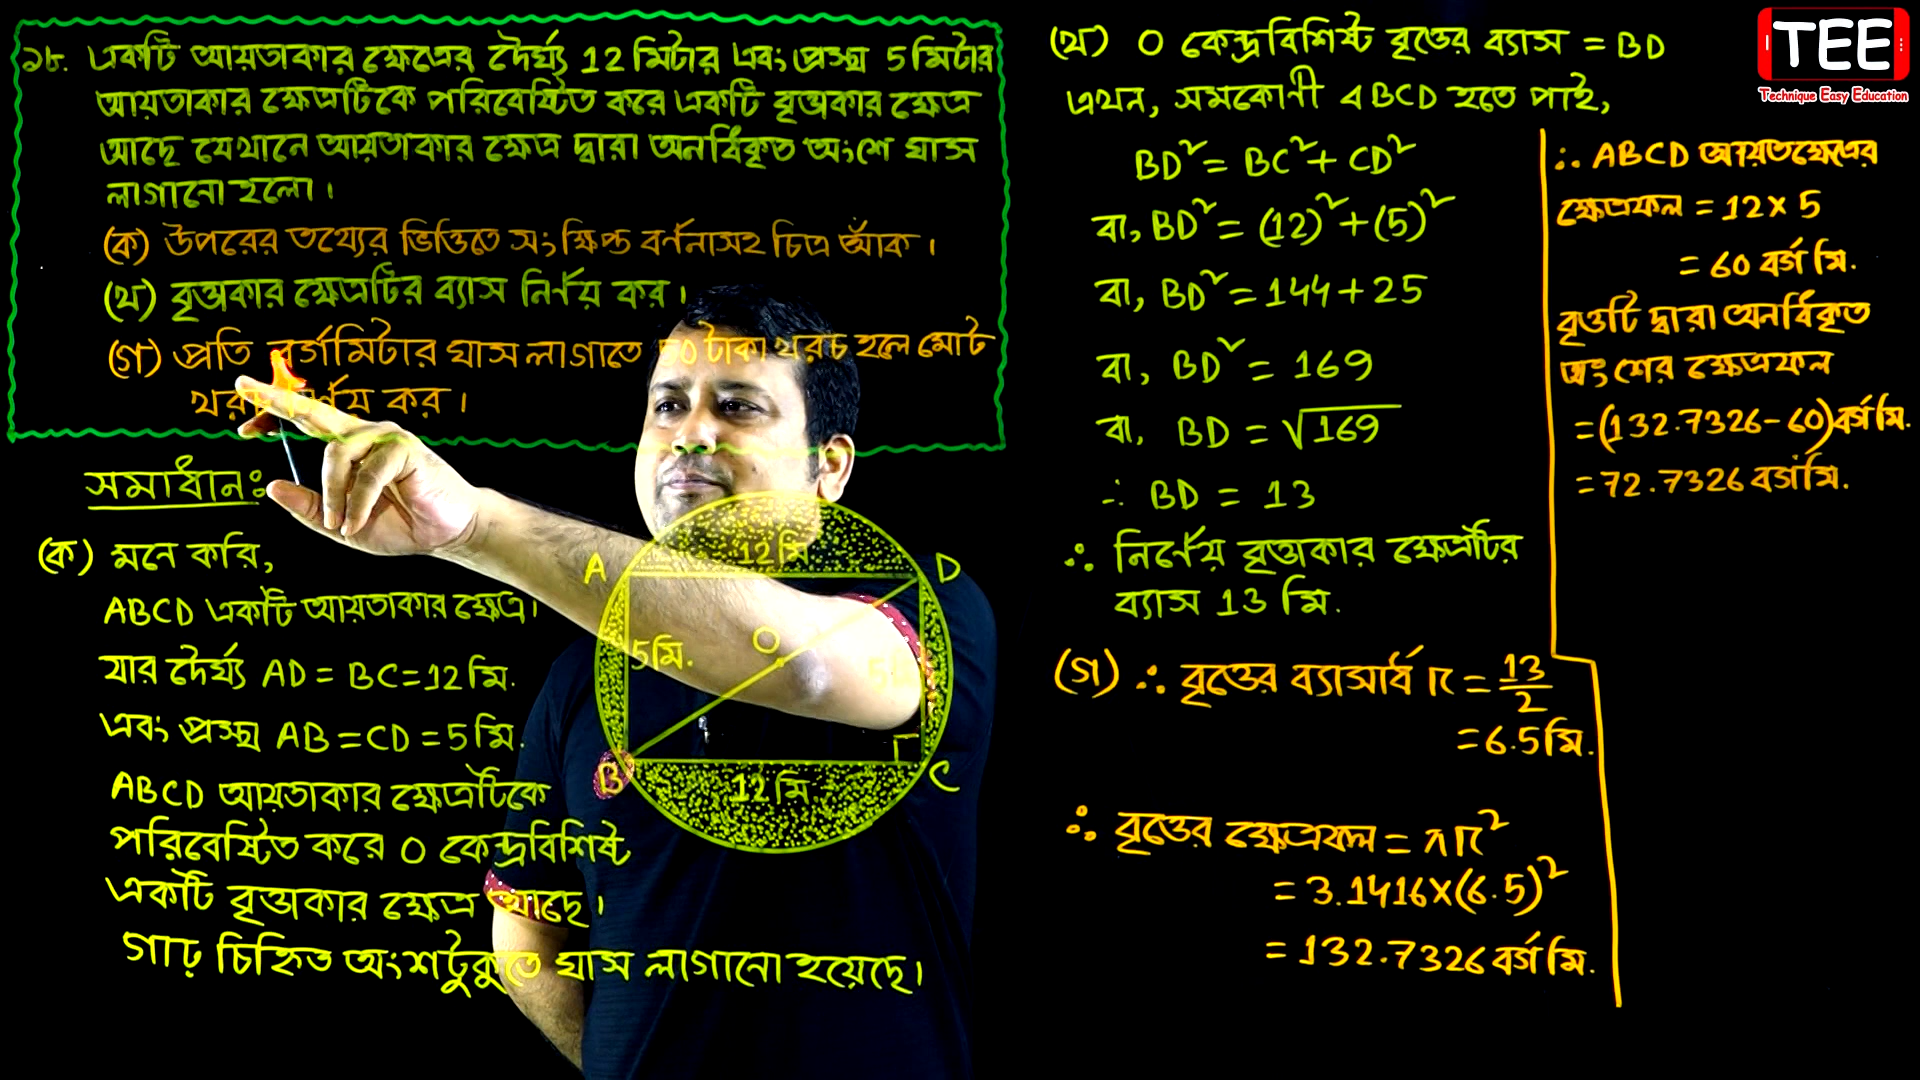 ১৮. একটি আয়তাকার ক্ষেত্রের দৈর্ঘ্য 12 মিটার এবং প্রস্থ 5 মিটার
আয়তাকার ক্ষেত্রটিকে পরিবেষ্টিত করে একটি বৃত্তাকার ক্ষেত্র
আছে যেখানে আয়তাকার ক্ষেত্র দ্বারা অনধিকৃত অংশে ঘাস
লাগানো হলো।
(ক) উপরের তথ্যের ভিত্তিতে সংক্ষিপ্ত বর্ণনাসহ চিত্র আঁক।
(খ) বৃত্তাকার ক্ষেত্রটির ব্যাস নির্ণয় কর।
(গ) প্রতি বর্গমিটার ঘাস লাগাতে টাকা খরচ হলে মোট
খরচ নির্ণয় কর।
সমাধানঃ
(ক) মনে করি,
ABCD একটি আয়তাকার ক্ষেত্র।
যার দৈর্ঘ্য AD = BC = 12 মি.
এবং প্রস্থ AB = CD = 5 মি.
ABCD আয়তাকার ক্ষেত্রটিকে
পরিবেষ্টিত করে O কেন্দ্রবিশিষ্ট
একটি বৃত্তাকার ক্ষেত্র আছে।
গাঢ় চিহ্নিত অংশটুকুতে ঘাস লাগানো হয়েছে।
12 মি.
A
D
O
5 মি.
5
B
C
12 মি.
(খ) O কেন্দ্রবিশিষ্ট বৃত্তের ব্যাস = BD
এখন, সমকোণী ⊿BCD হতে পাই,
BD² = BC² + CD²
বা, BD² = (12)² + (5)²
বা, BD² = 144 + 25
বা, BD² = 169
বা, BD = √169
∴ BD = 13
∴ নির্ণেয় বৃত্তাকার ক্ষেত্রটির
ব্যাস 13 মি.
(গ) ∴ বৃত্তের ব্যাসার্ধ r = 13/2
= 6.5 মি.
∴ বৃত্তের ক্ষেত্রফল = πr²
= 3.1416 × (6.5)²
= 132.7326 বর্গ মি.
∴ ABCD আয়তক্ষেত্রের
ক্ষেত্রফল = 12 × 5
= 60 বর্গ মি.
বৃত্তটি দ্বারা অনধিকৃত
অংশের ক্ষেত্রফল
= (132.7326 - 60) বর্গ মি.
= 72.7326 বর্গ মি.
TEE
Technique Easy Education